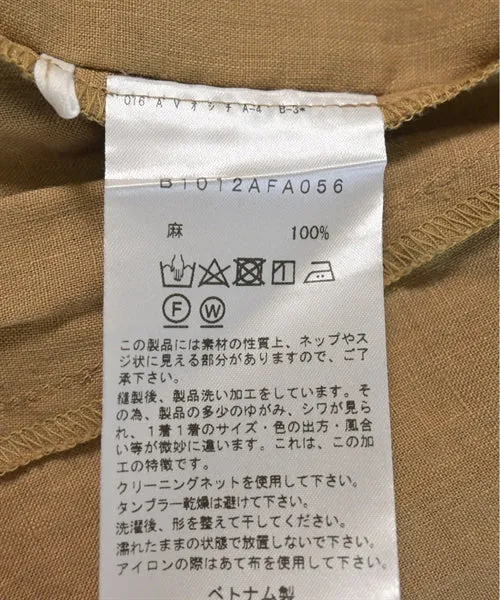 016 A V オ シ チ A-4 B-3*
B1012AFA056
麻 100%
F W
この製品には素材の性質上、ネップやス
ジ状に見える部分がありますので、ご了
承下さい。
縫製後、製品洗い加工をしています。そ
の為、製品の多少のゆがみ、シワが見ら
れ、1着1着のサイズ・色の出方・風合
い等が微妙に違います。これは、この加
工の特徴です。
クリーニングネットを使用して下さい。
タンブラー乾燥は避けて下さい。
洗濯後、形を整えて干してください。
濡れたままの状態で放置しないで下さい。
アイロンの際はあて布を使用して下さい。
ベトナム製